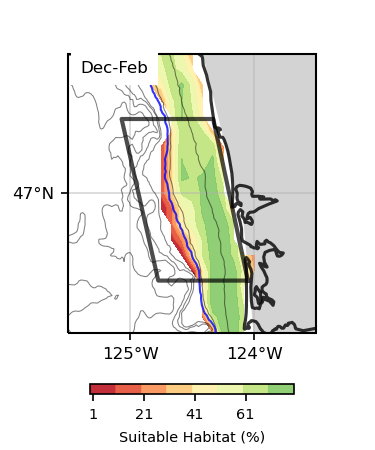 Dec-Feb
47°N
125°W 124°W
1 21 41 61
Suitable Habitat (%)